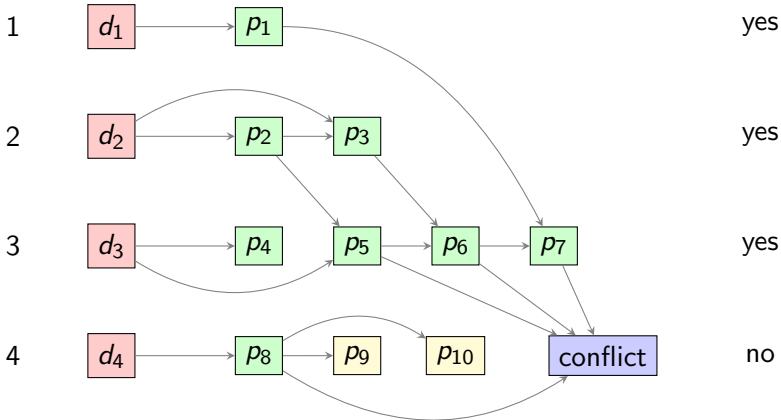 1 d₁ p₁ yes
2 d₂ p₂ p₃ yes
3 d₃ p₄ p₅ p₆ p₇ yes
4 d₄ p₈ p₉ p₁₀ conflict no